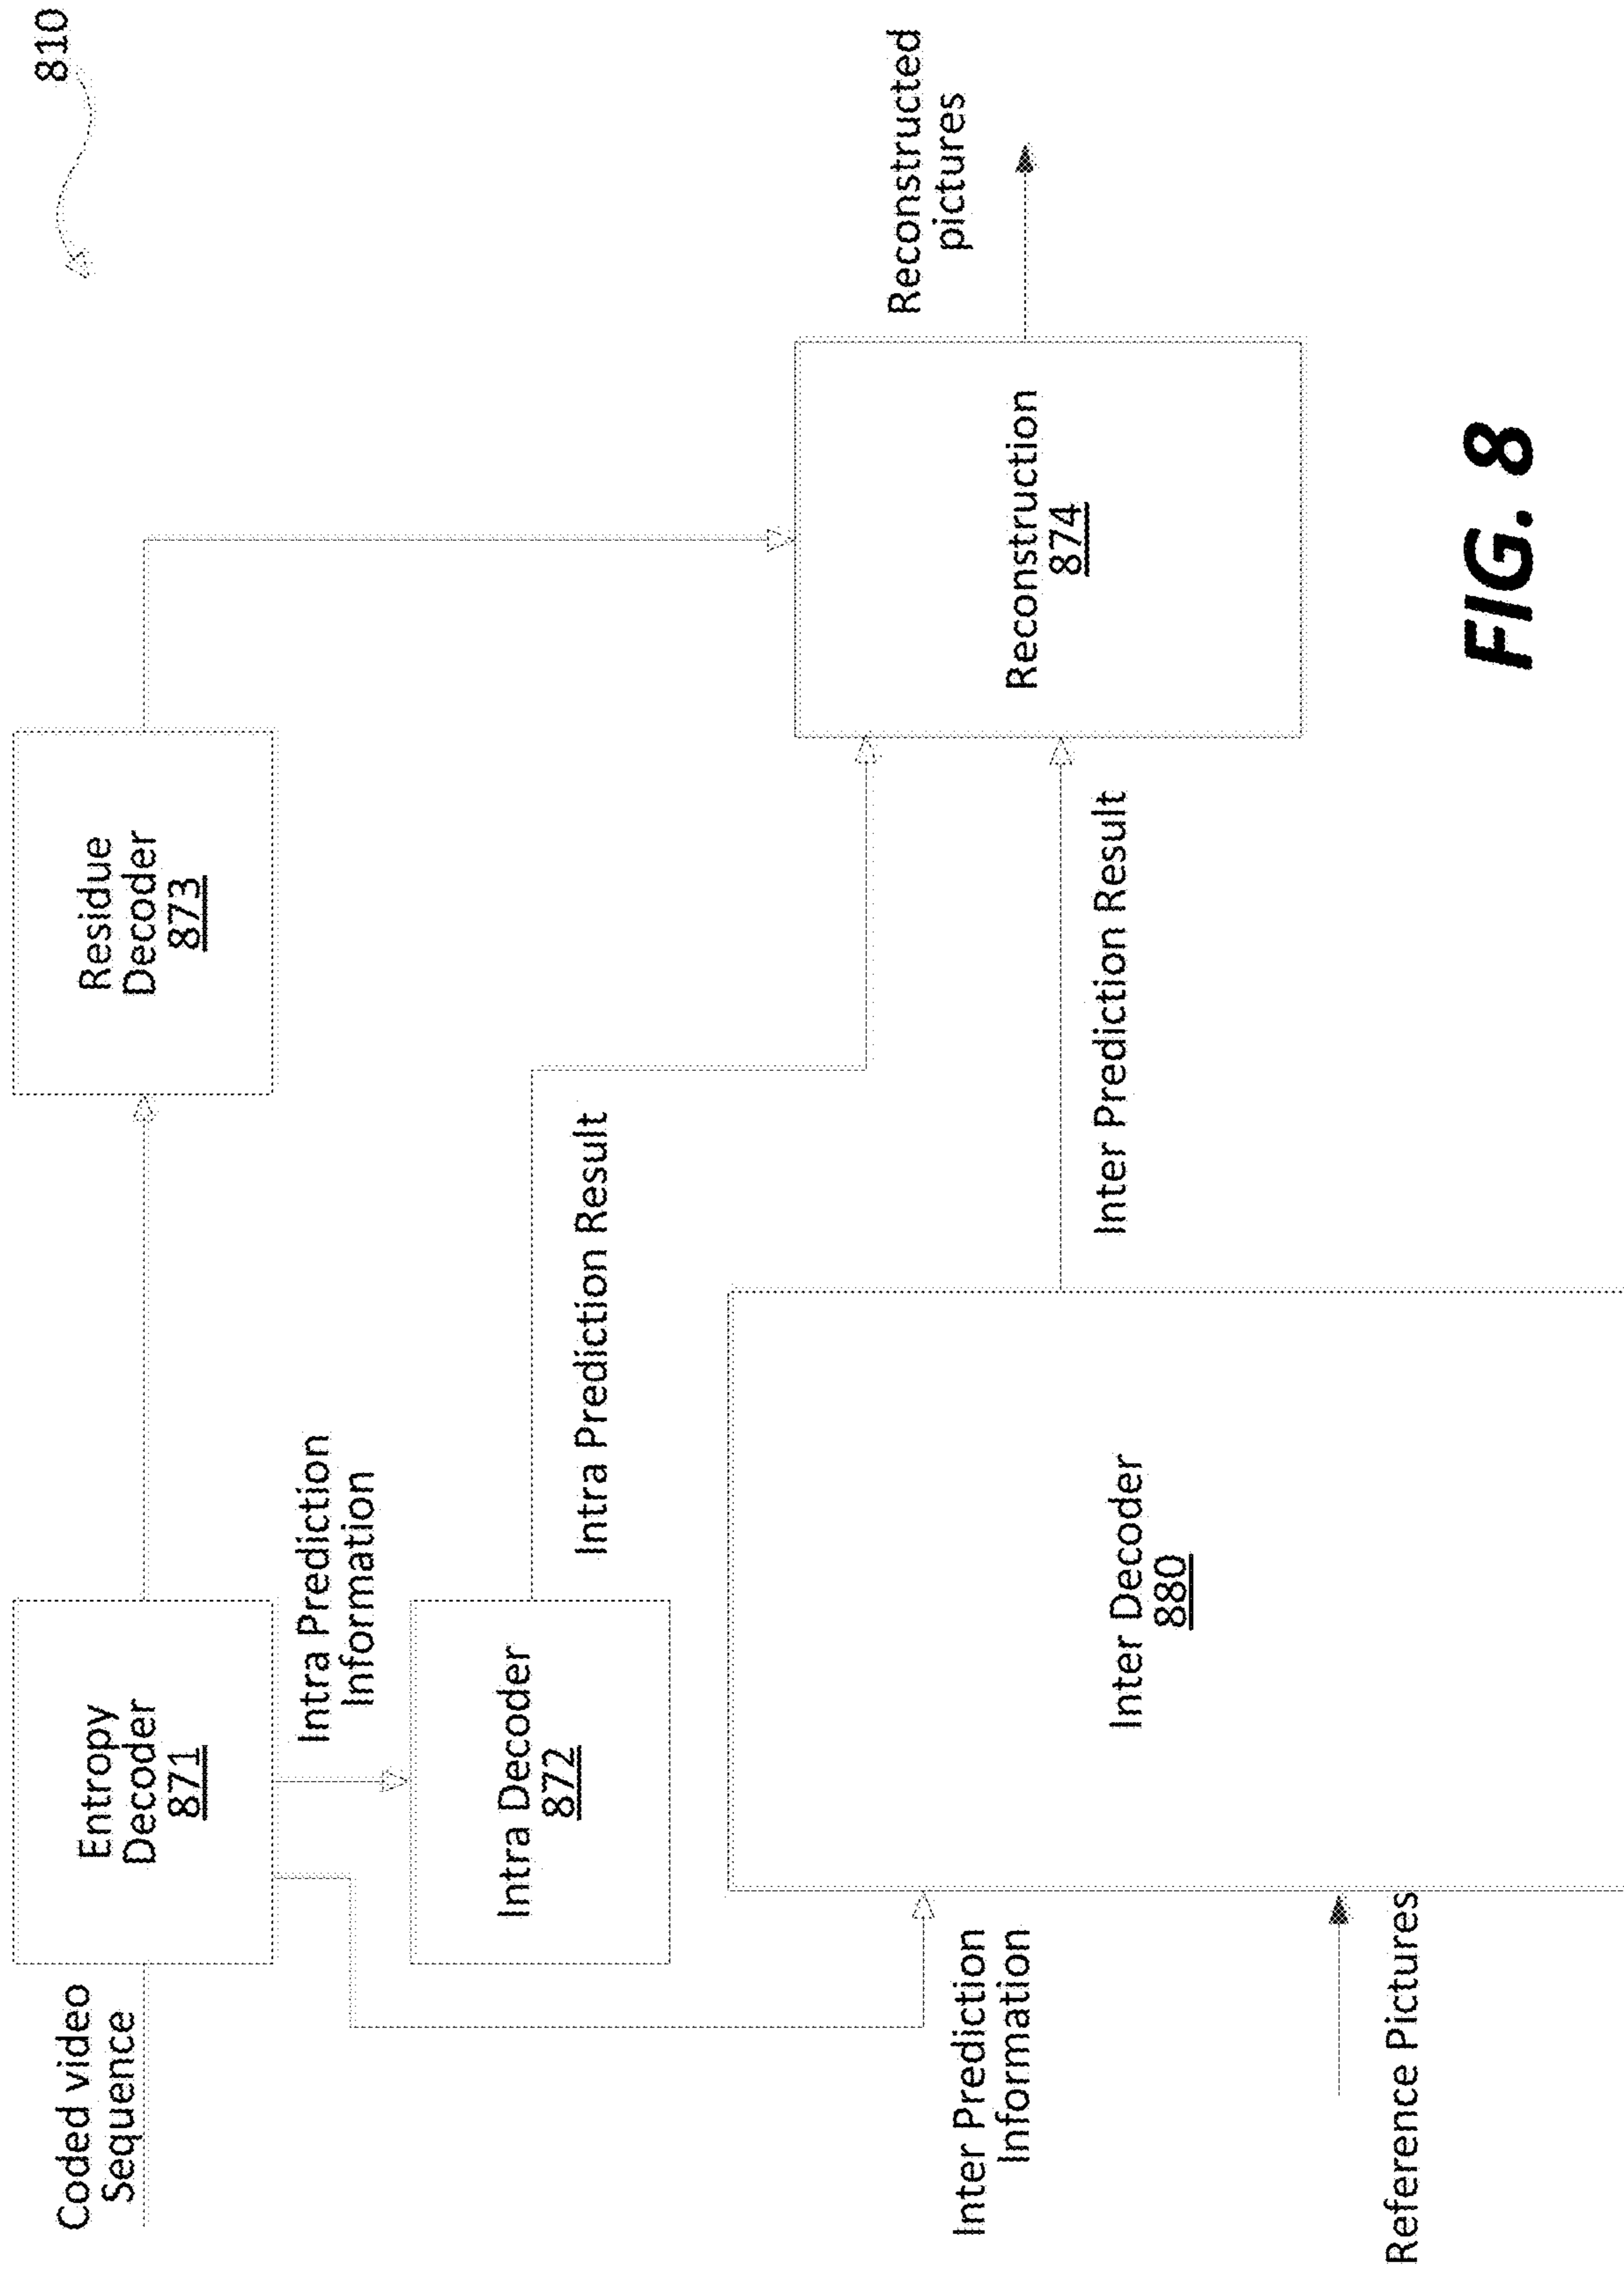 810
Coded video
Sequence
Entropy
Decoder
871
Residue
Decoder
873
Intra Prediction
Information
Intra Decoder
872
Intra Prediction Result
Inter Prediction
Information
Reference Pictures
Inter Decoder
880
Inter Prediction Result
Reconstruction
874
Reconstructed
pictures
FIG. 8